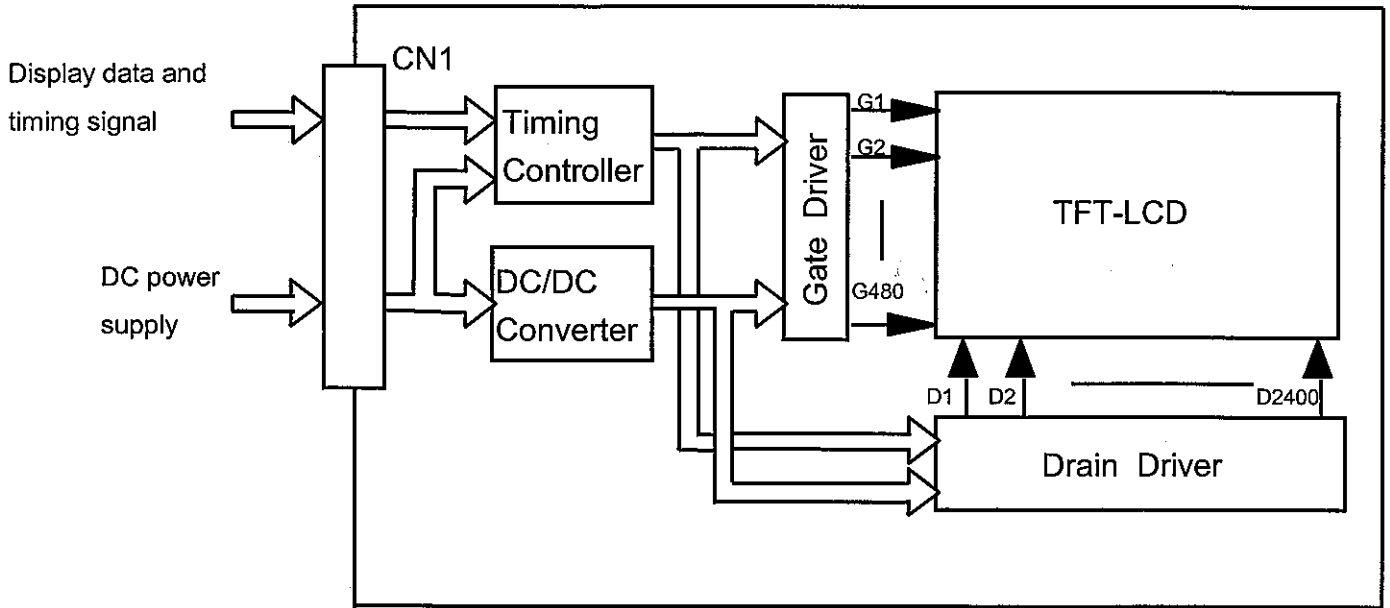 Display data and
timing signal
DC power
supply
CN1
Timing
Controller
DC/DC
Converter
Gate Driver
G1
G2
G480
TFT-LCD
D1
D2
D2400
Drain Driver